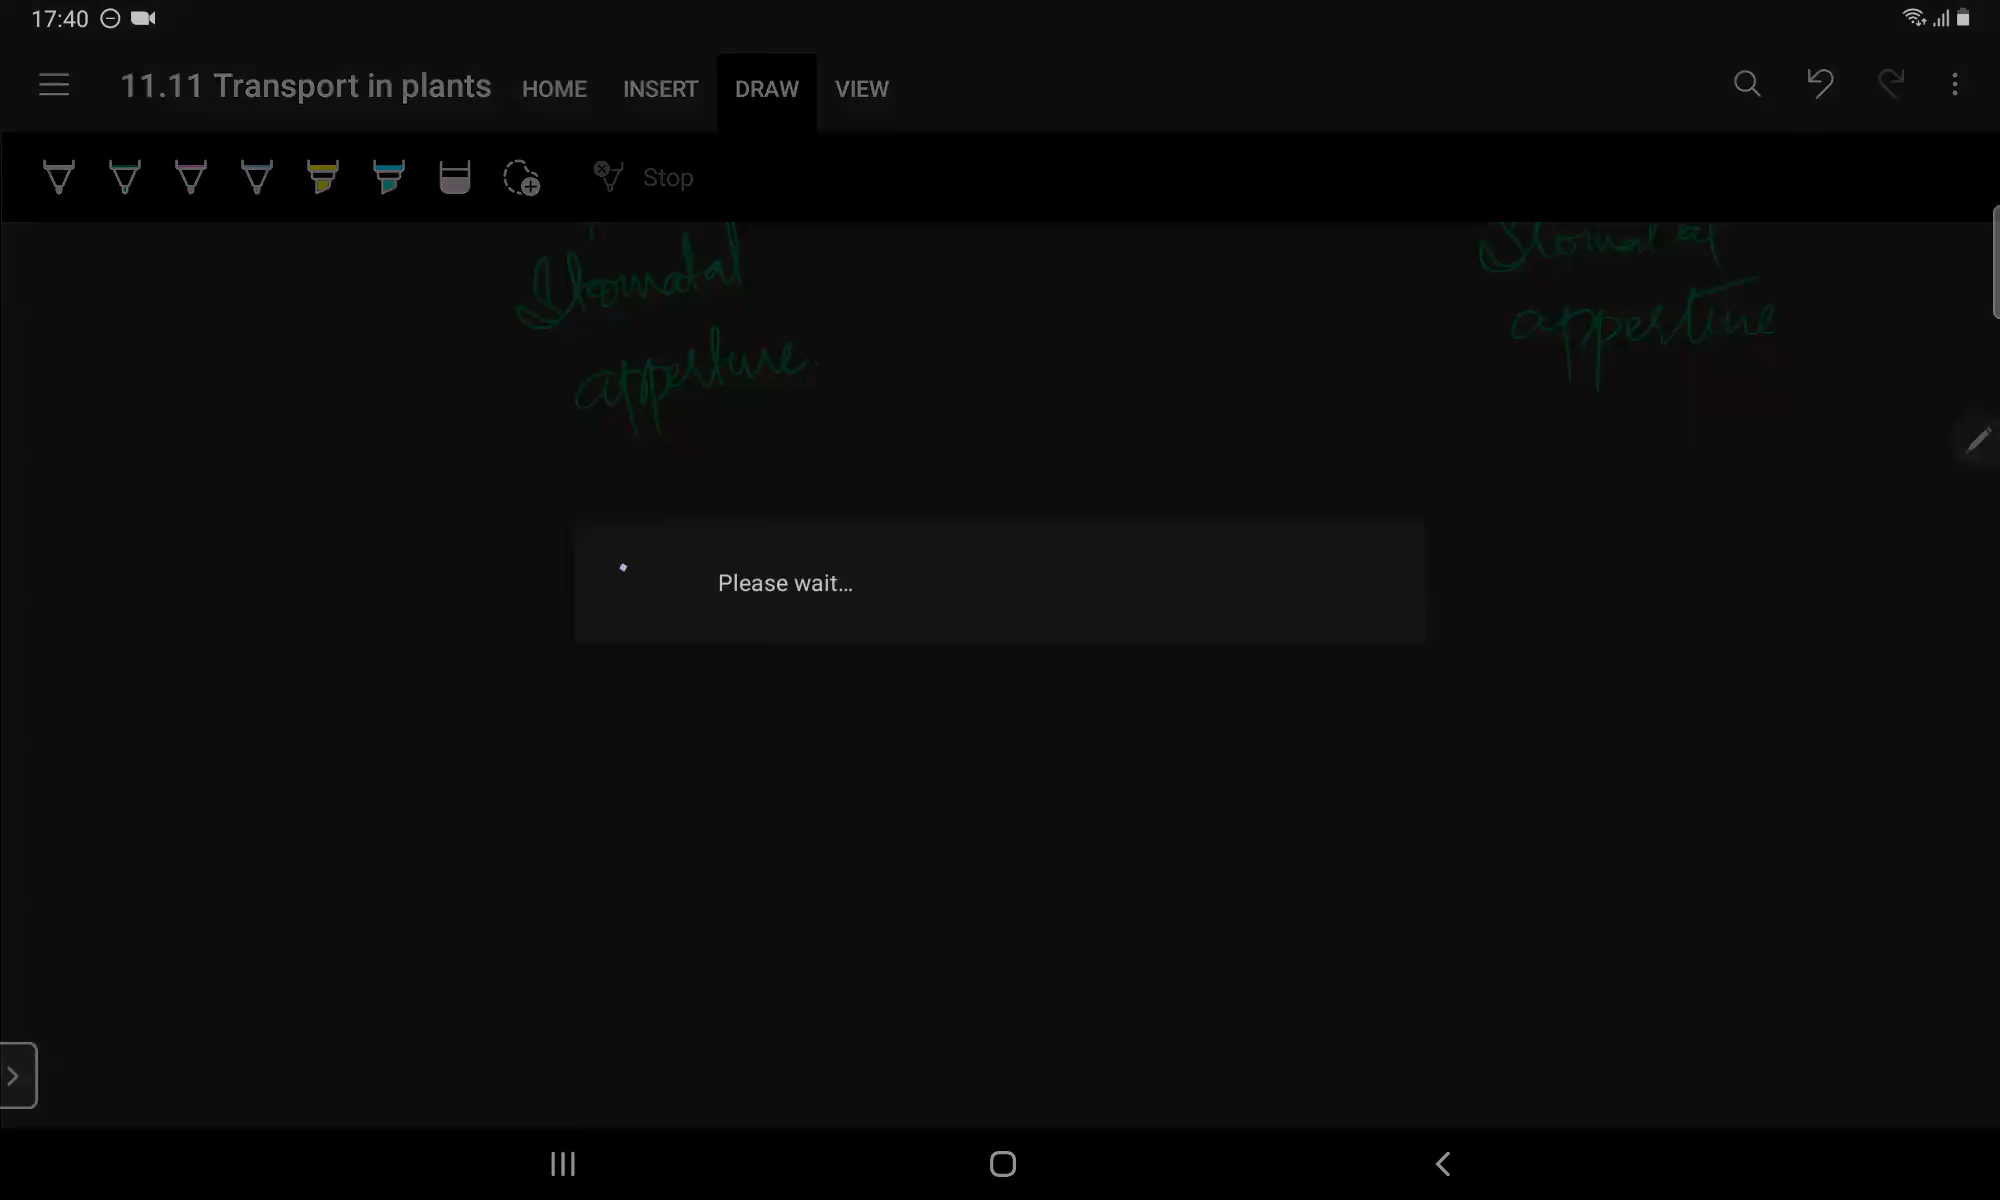 17:40
11.11 Transport in plants HOME INSERT DRAW VIEW
Stop
Stomatal
apperture.
Stomatal
apperture
Please wait...